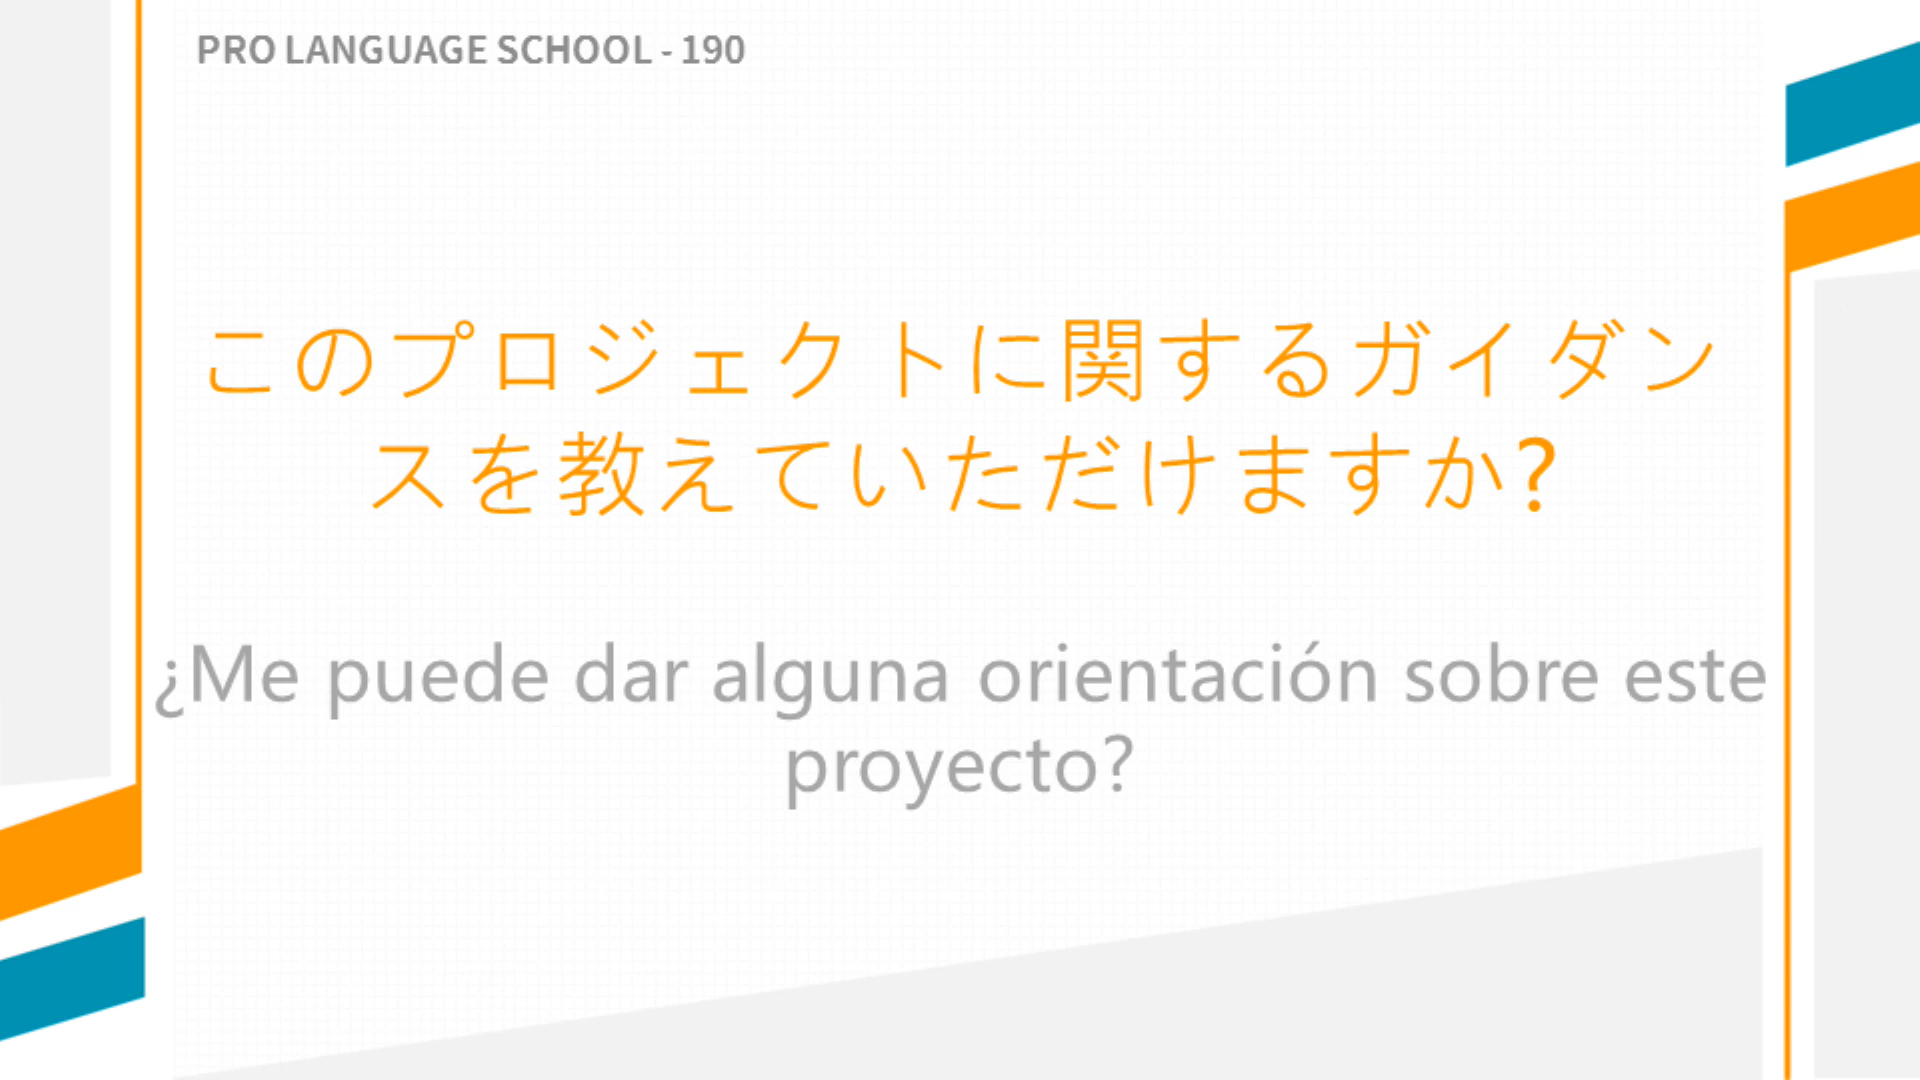 PRO LANGUAGE SCHOOL - 190
このプロジェクトに関するガイダン
スを教えていただけますか?
¿Me puede dar alguna orientación sobre este
proyecto?